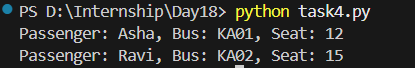 PS D:\Internship\Day18> python task4.py
Passenger: Asha, Bus: KA01, Seat: 12
Passenger: Ravi, Bus: KA02, Seat: 15